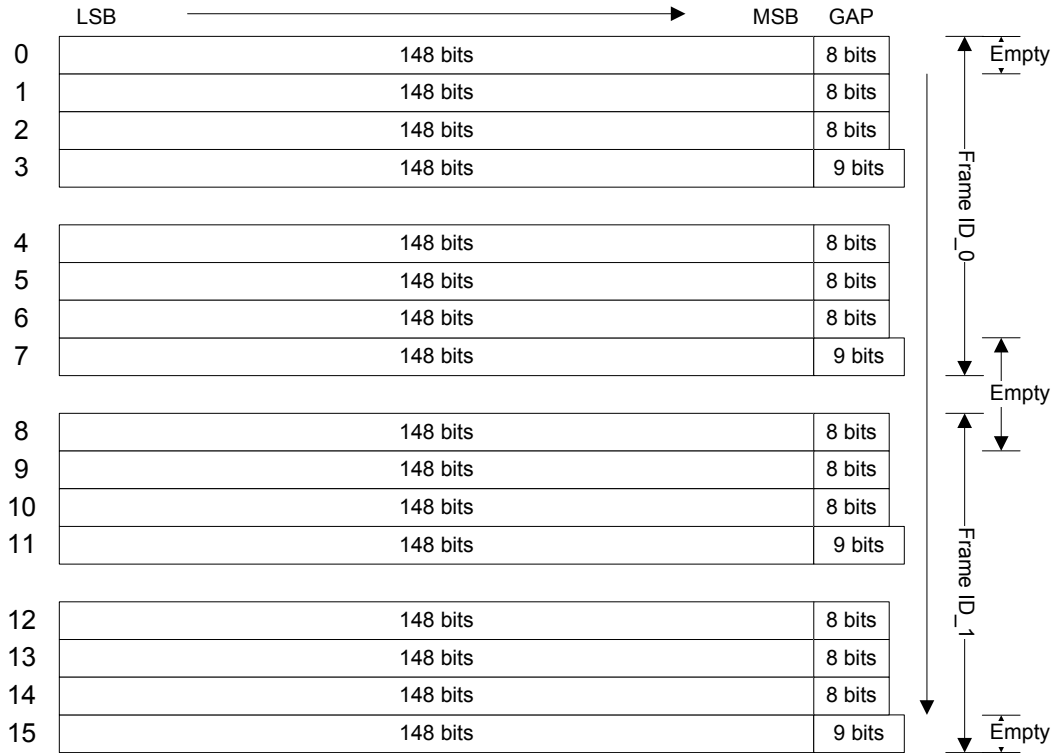 LSB MSB GAP
0 148 bits 8 bits Empty
1 148 bits 8 bits
2 148 bits 8 bits
3 148 bits 9 bits
Frame ID_0
4 148 bits 8 bits
5 148 bits 8 bits
6 148 bits 8 bits
7 148 bits 9 bits
Empty
8 148 bits 8 bits
9 148 bits 8 bits
10 148 bits 8 bits
11 148 bits 9 bits
Frame ID_1
12 148 bits 8 bits
13 148 bits 8 bits
14 148 bits 8 bits
15 148 bits 9 bits Empty